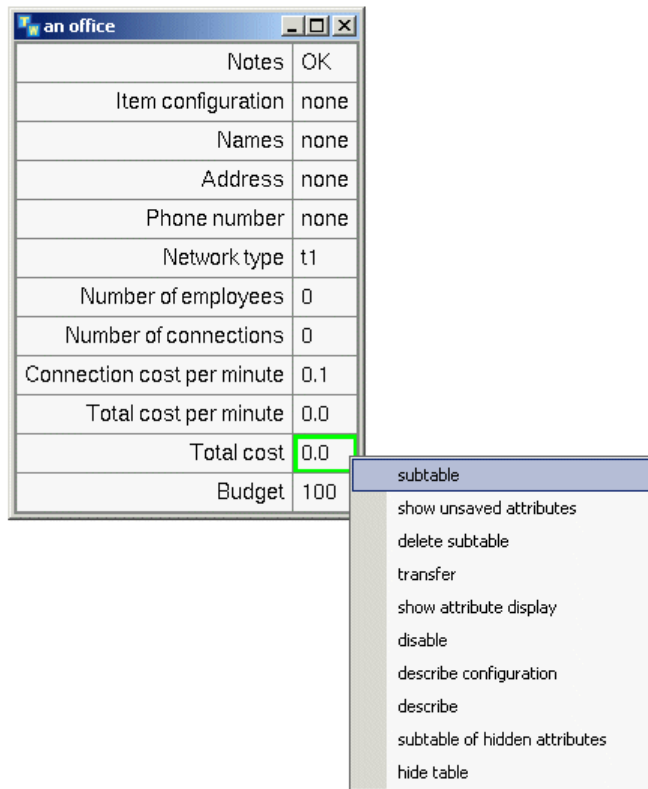 TW an office
Notes OK
Item configuration none
Names none
Address none
Phone number none
Network type t1
Number of employees 0
Number of connections 0
Connection cost per minute 0.1
Total cost per minute 0.0
Total cost 0.0
Budget 100
subtable
show unsaved attributes
delete subtable
transfer
show attribute display
disable
describe configuration
describe
subtable of hidden attributes
hide table